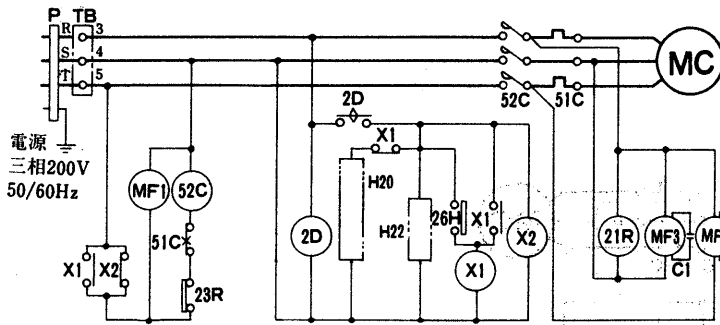 P TB
R 3
S 4
T 5
電源
三相200V
50/60Hz
MF1
52C
51C
23R
X1
X2
2D
2D
H20
X1
H22
26H
X1
X1
X2
52C
51C
MC
21R
MF3
C1
MF